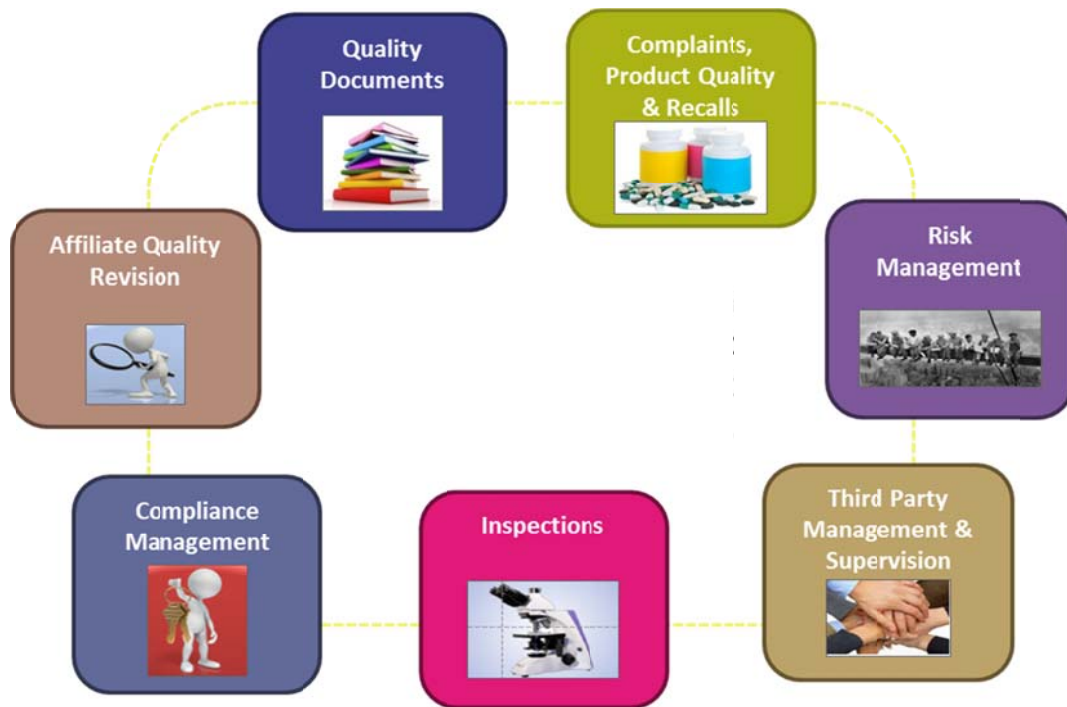 Quality
Documents
Complaints,
Product Quality
& Recalls
Affiliate Quality
Revision
Risk
Management
Compliance
Management
Inspections
Third Party
Management &
Supervision